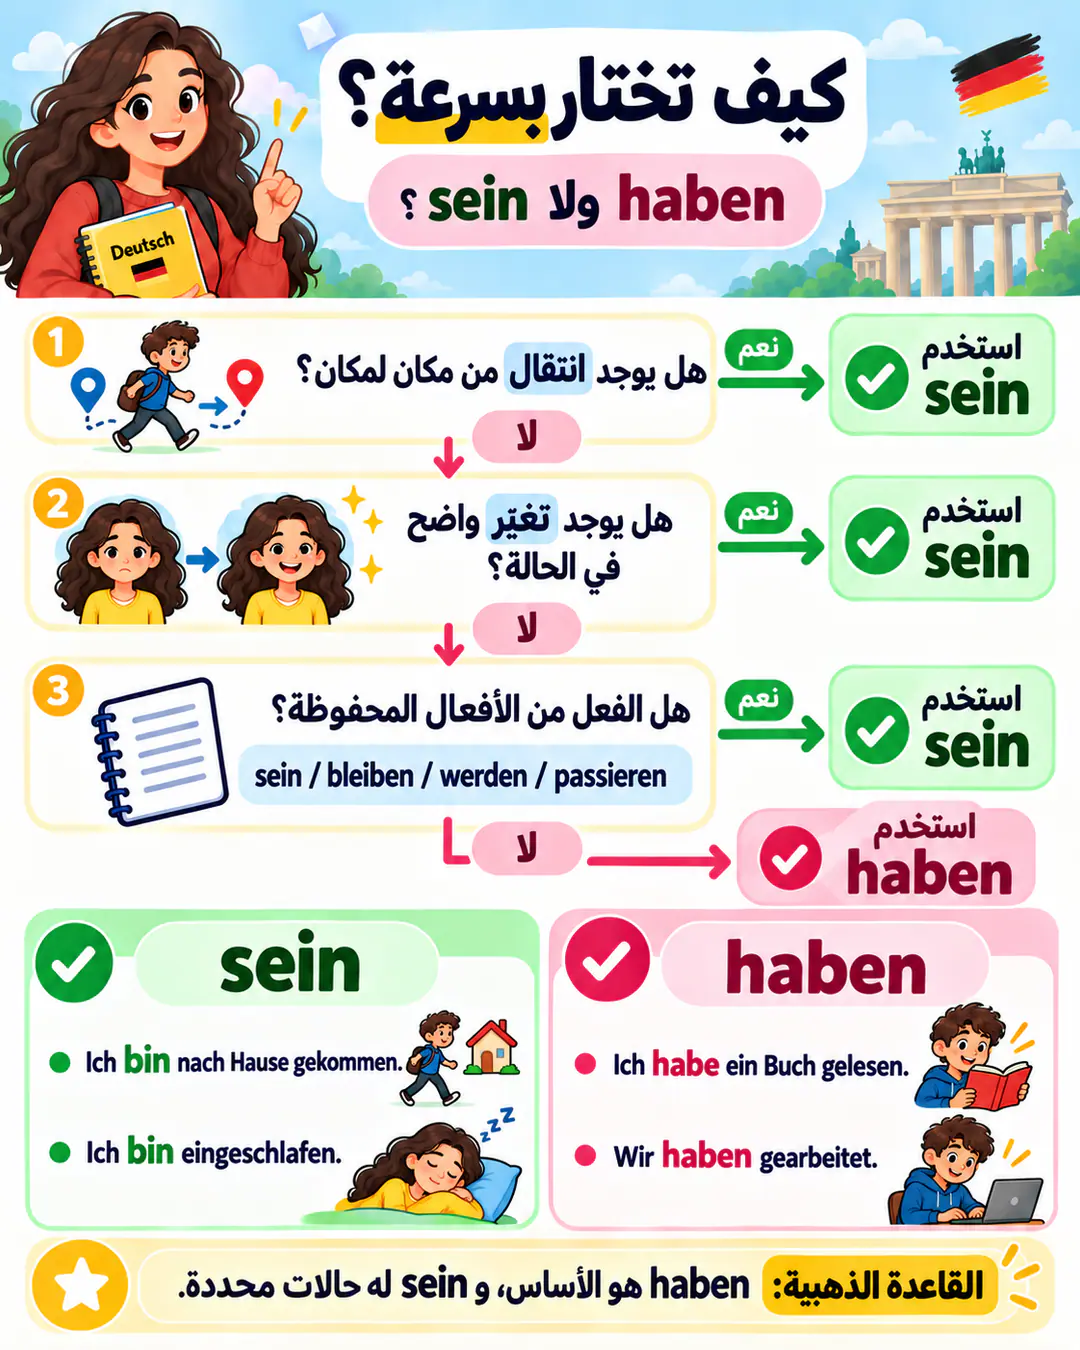 كيف تختار بسرعة؟
haben ولا sein ؟
Deutsch
1
هل يوجد انتقال من مكان لمكان؟
نعم
استخدم
sein
لا
2
هل يوجد تغيّر واضح
في الحالة؟
نعم
استخدم
sein
لا
3
هل الفعل من الأفعال المحفوظة؟
sein / bleiben / werden / passieren
نعم
استخدم
sein
لا
استخدم
haben
sein
Ich bin nach Hause gekommen.
Ich bin eingeschlafen.
zzz
haben
Ich habe ein Buch gelesen.
Wir haben gearbeitet.
القاعدة الذهبية: haben هو الأساس، و sein له حالات محددة.